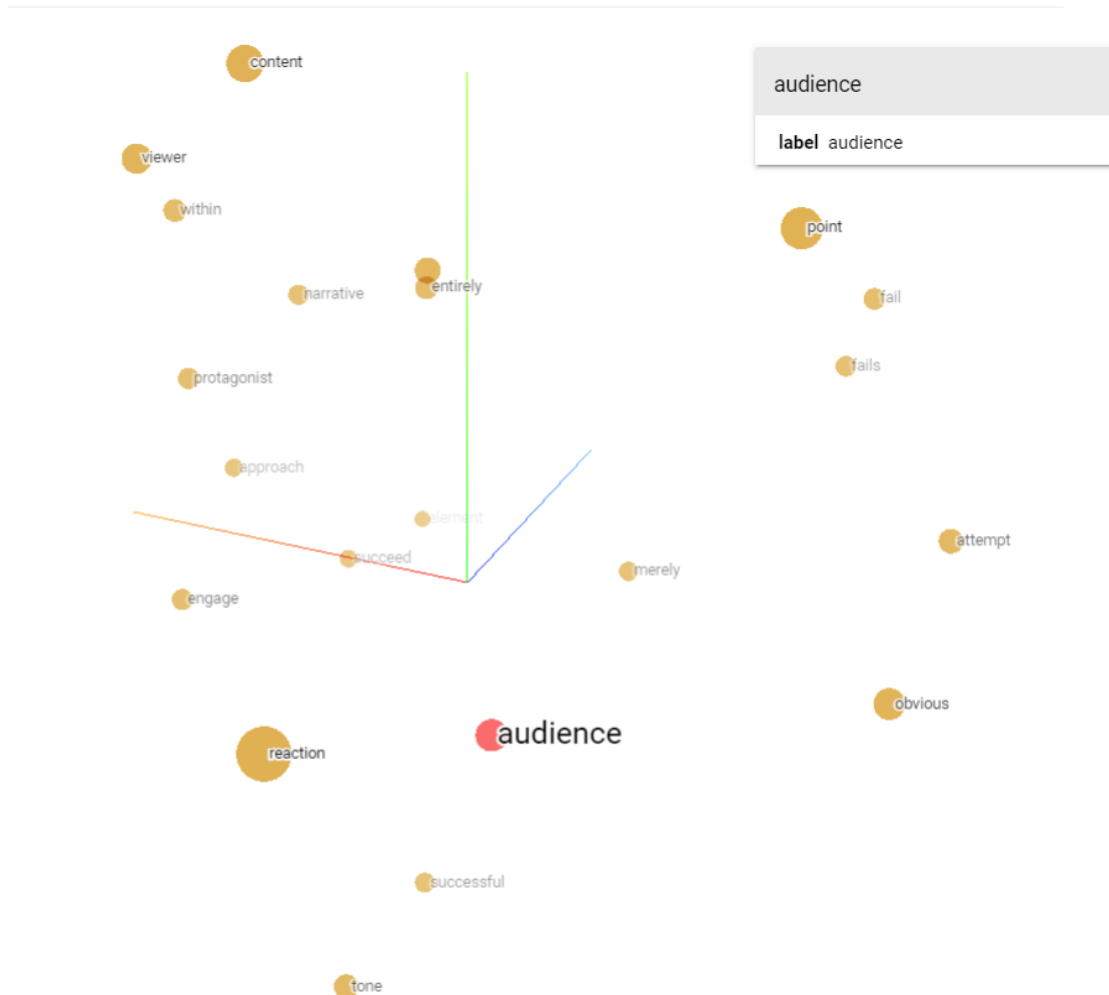 content
audience
label audience
viewer
within
point
entirely
narrative
fail
fails
protagonist
approach
element
attempt
succeed
merely
engage
obvious
audience
reaction
successful
tone